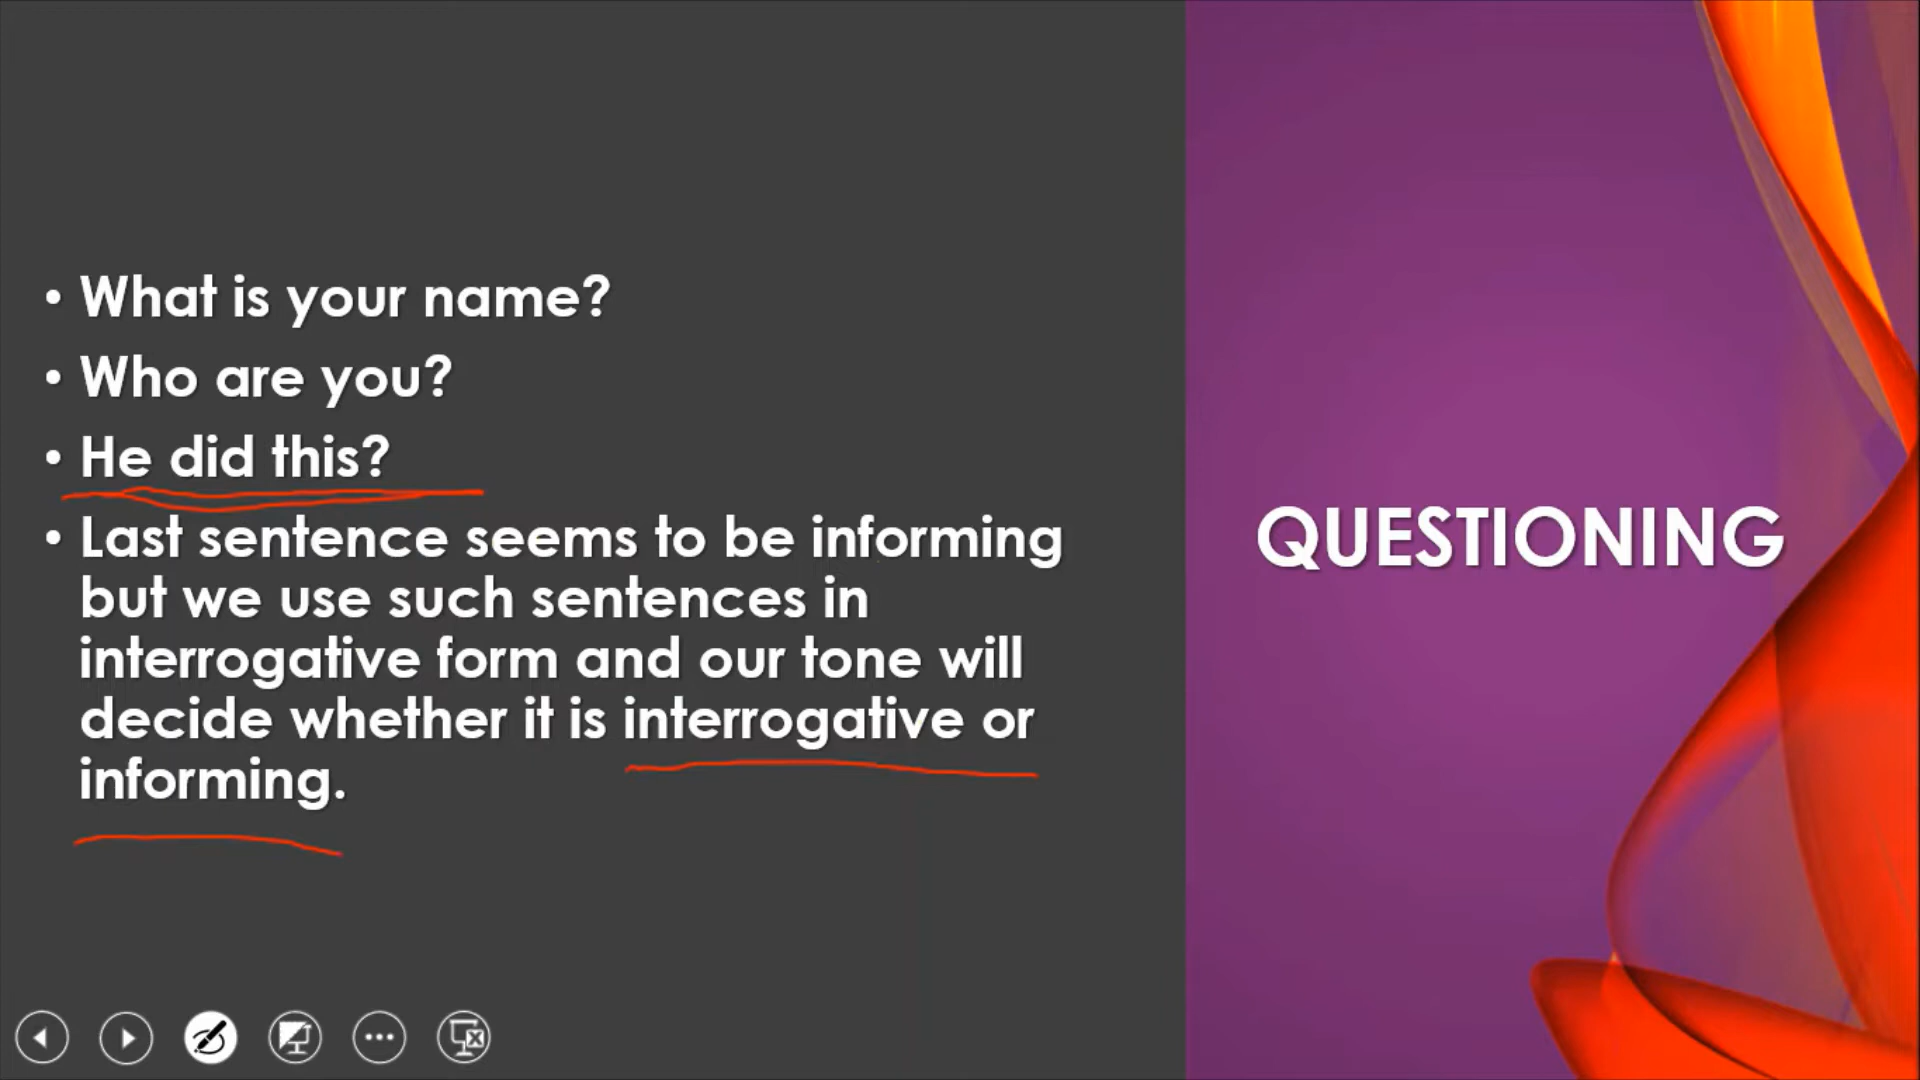 • What is your name?
• Who are you?
• He did this?
• Last sentence seems to be informing
but we use such sentences in
interrogative form and our tone will
decide whether it is interrogative or
informing.
QUESTIONING